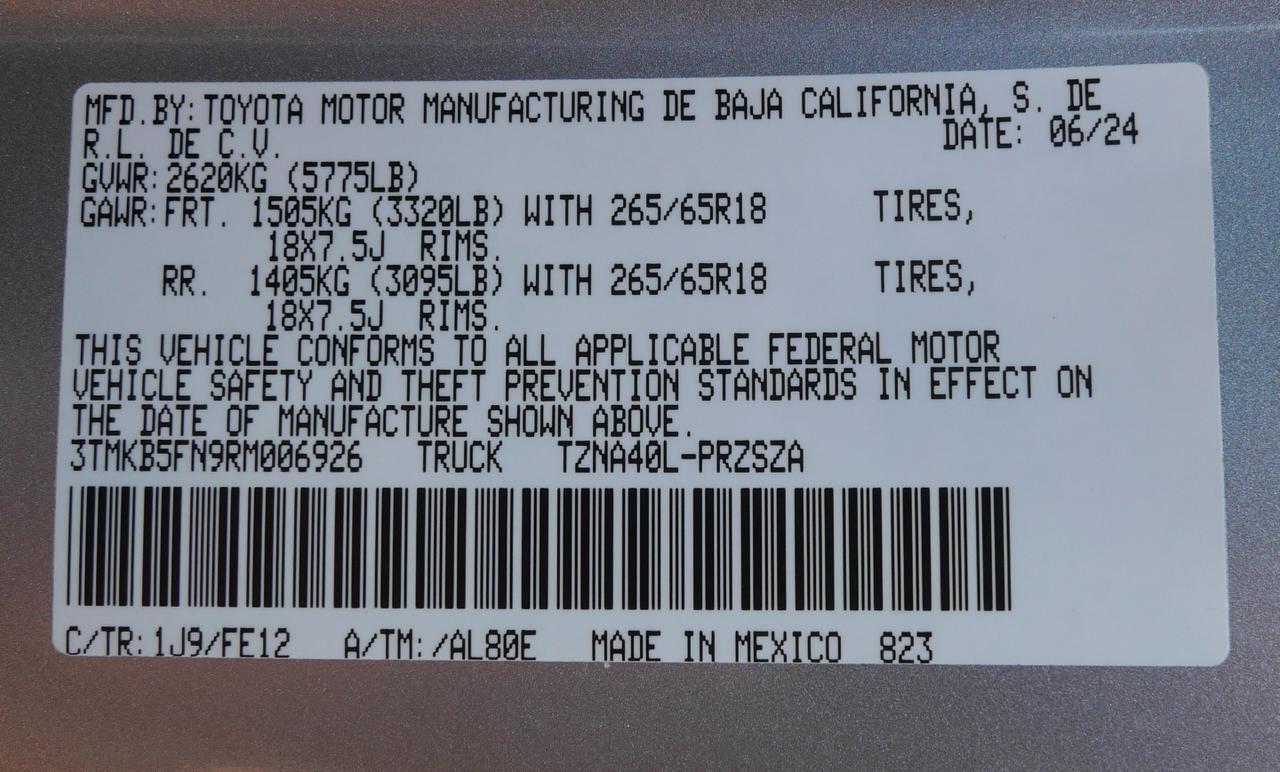 MFD.BY:TOYOTA MOTOR MANUFACTURING DE BAJA CALIFORNIA, S. DE
R.L. DE C.V. DATE: 06/24
GVWR:2620KG (5775LB)
GAWR:FRT. 1505KG (3320LB) WITH 265/65R18 TIRES,
18X7.5J RIMS.
RR. 1405KG (3095LB) WITH 265/65R18 TIRES,
18X7.5J RIMS.
THIS VEHICLE CONFORMS TO ALL APPLICABLE FEDERAL MOTOR
VEHICLE SAFETY AND THEFT PREVENTION STANDARDS IN EFFECT ON
THE DATE OF MANUFACTURE SHOWN ABOVE.
3TMKB5FN9RM006926 TRUCK TZNA40L-PRZSZA
C/TR:1J9/FE12 A/TM:/AL80E MADE IN MEXICO 823